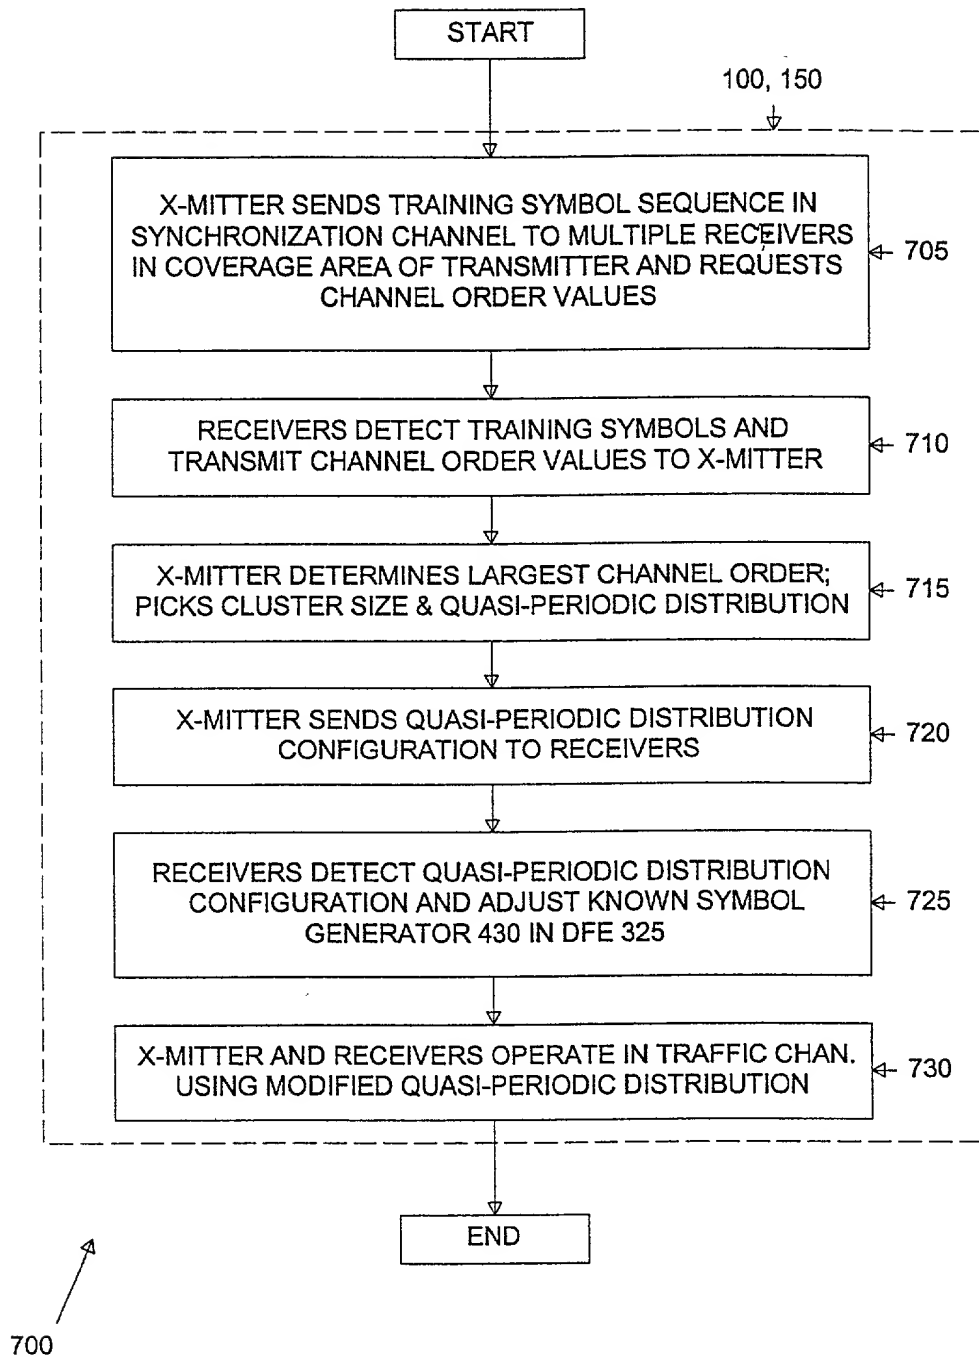 START
100, 150
X-MITTER SENDS TRAINING SYMBOL SEQUENCE IN
SYNCHRONIZATION CHANNEL TO MULTIPLE RECEIVERS
IN COVERAGE AREA OF TRANSMITTER AND REQUESTS
CHANNEL ORDER VALUES
705
RECEIVERS DETECT TRAINING SYMBOLS AND
TRANSMIT CHANNEL ORDER VALUES TO X-MITTER
710
X-MITTER DETERMINES LARGEST CHANNEL ORDER;
PICKS CLUSTER SIZE & QUASI-PERIODIC DISTRIBUTION
715
X-MITTER SENDS QUASI-PERIODIC DISTRIBUTION
CONFIGURATION TO RECEIVERS
720
RECEIVERS DETECT QUASI-PERIODIC DISTRIBUTION
CONFIGURATION AND ADJUST KNOWN SYMBOL
GENERATOR 430 IN DFE 325
725
X-MITTER AND RECEIVERS OPERATE IN TRAFFIC CHAN.
USING MODIFIED QUASI-PERIODIC DISTRIBUTION
730
END
700